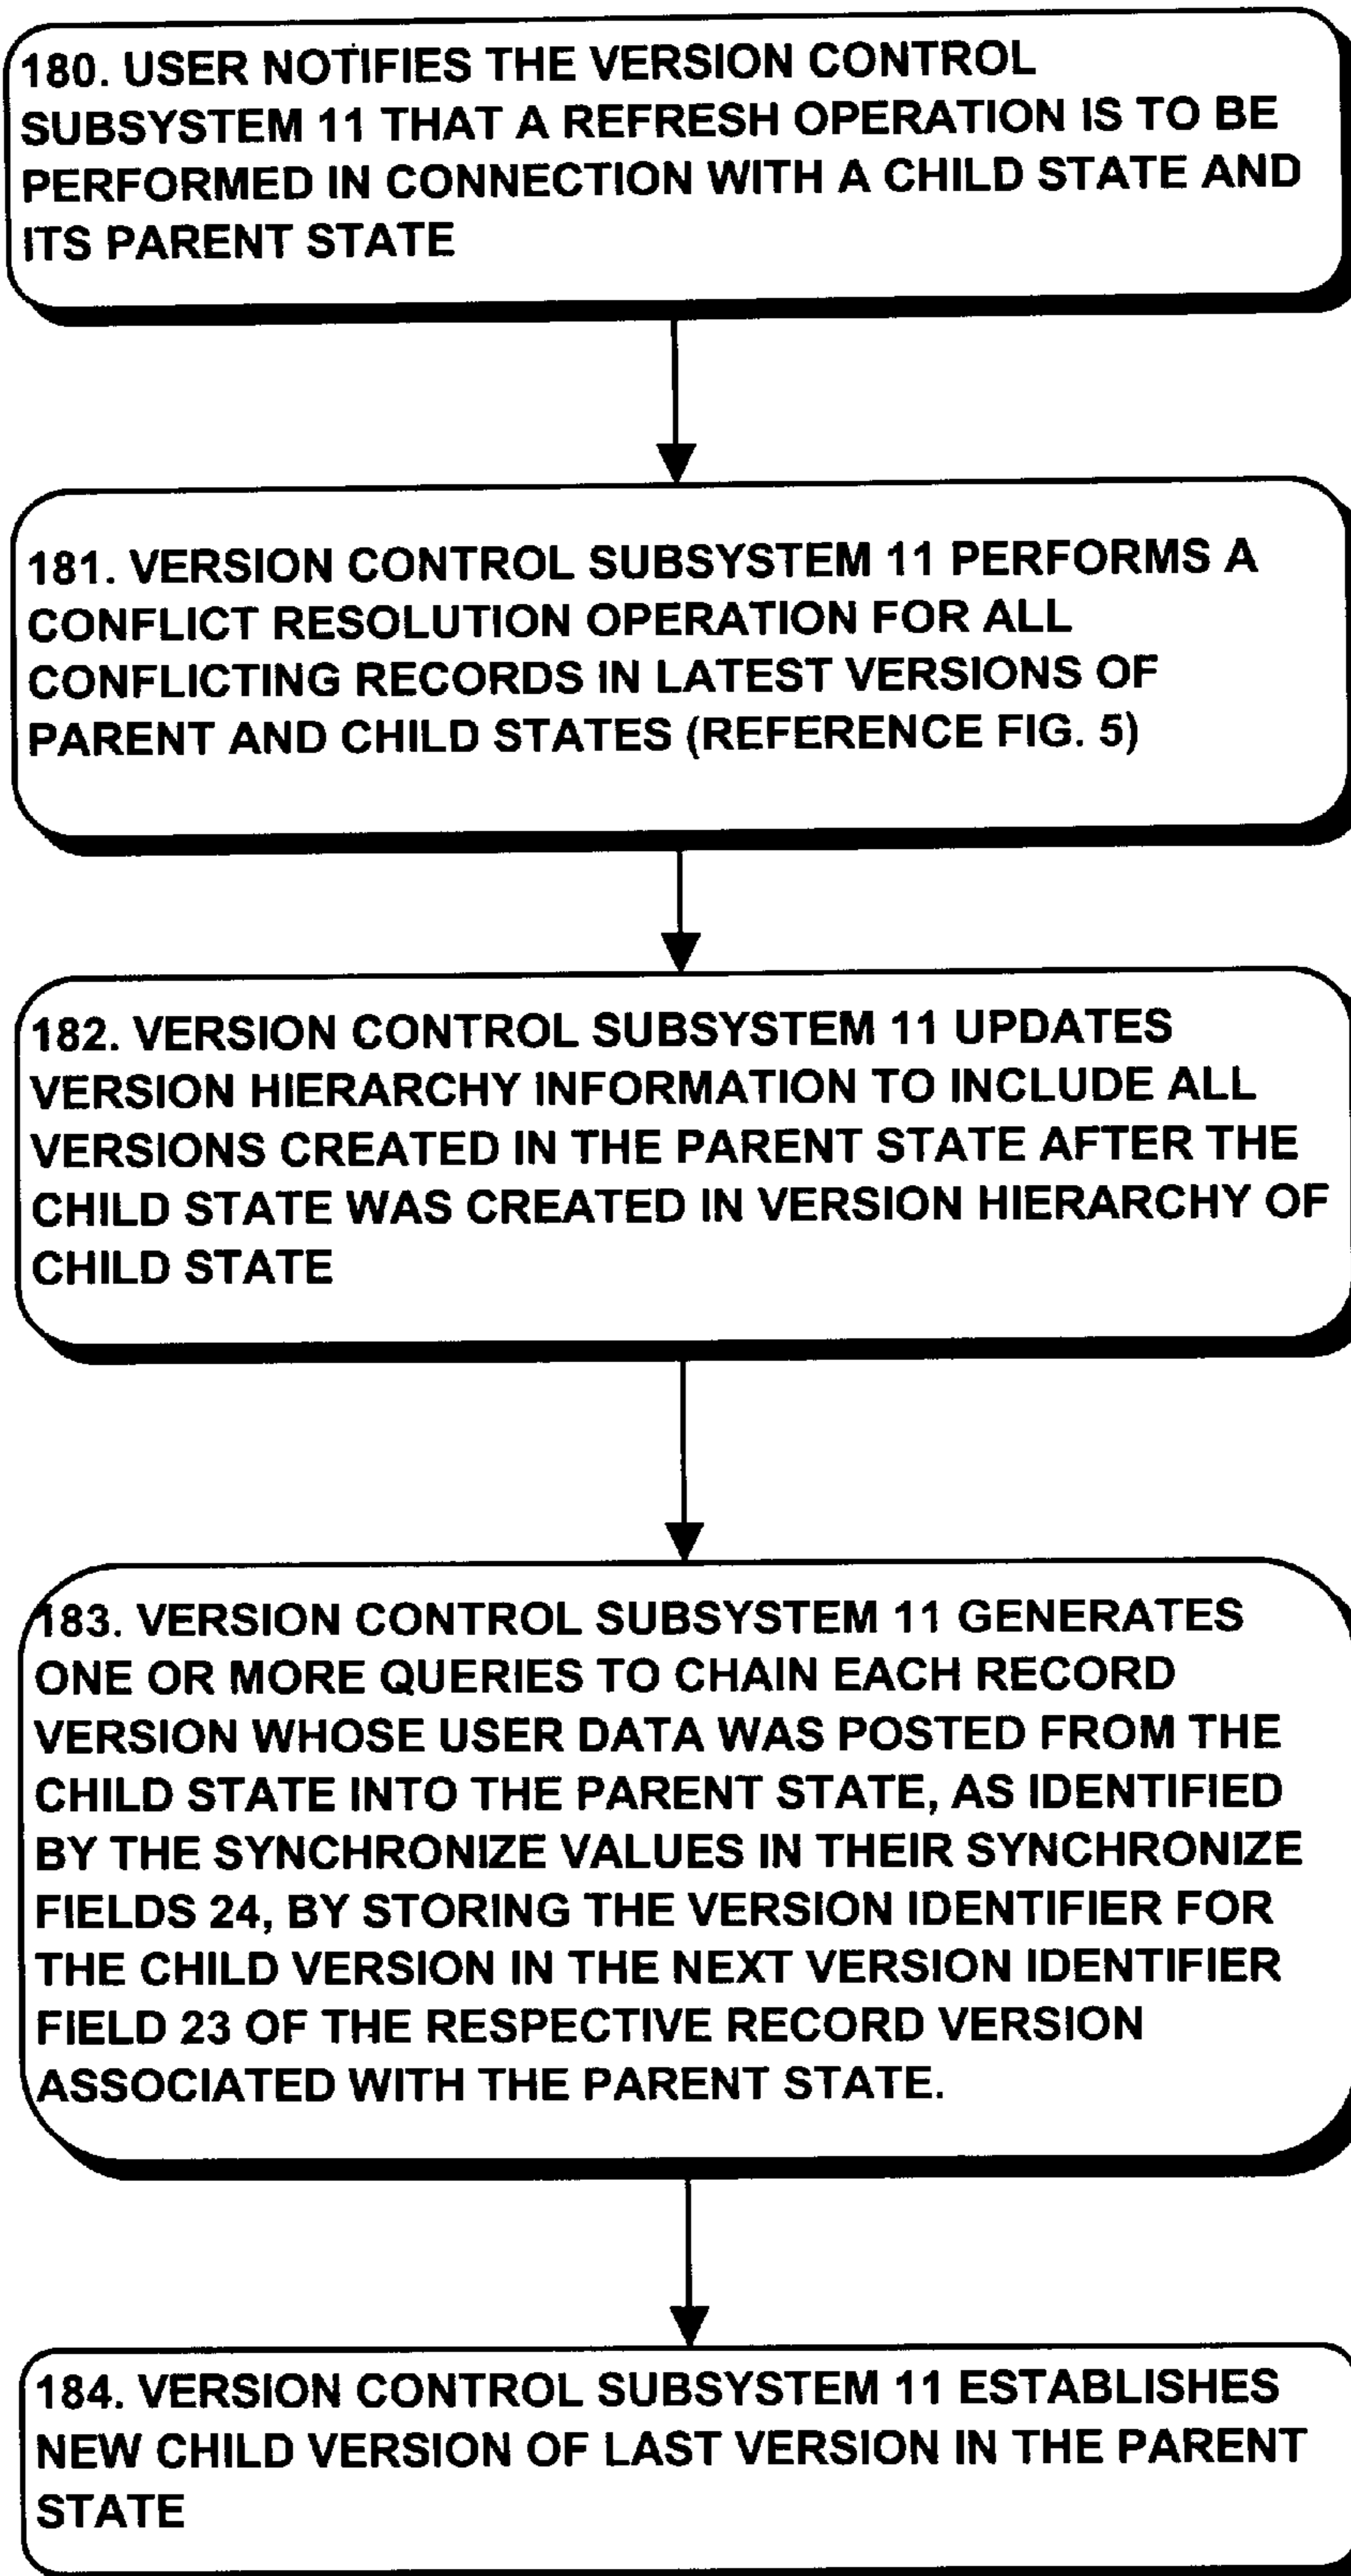 180. USER NOTIFIES THE VERSION CONTROL
SUBSYSTEM 11 THAT A REFRESH OPERATION IS TO BE
PERFORMED IN CONNECTION WITH A CHILD STATE AND
ITS PARENT STATE
181. VERSION CONTROL SUBSYSTEM 11 PERFORMS A
CONFLICT RESOLUTION OPERATION FOR ALL
CONFLICTING RECORDS IN LATEST VERSIONS OF
PARENT AND CHILD STATES (REFERENCE FIG. 5)
182. VERSION CONTROL SUBSYSTEM 11 UPDATES
VERSION HIERARCHY INFORMATION TO INCLUDE ALL
VERSIONS CREATED IN THE PARENT STATE AFTER THE
CHILD STATE WAS CREATED IN VERSION HIERARCHY OF
CHILD STATE
183. VERSION CONTROL SUBSYSTEM 11 GENERATES
ONE OR MORE QUERIES TO CHAIN EACH RECORD
VERSION WHOSE USER DATA WAS POSTED FROM THE
CHILD STATE INTO THE PARENT STATE, AS IDENTIFIED
BY THE SYNCHRONIZE VALUES IN THEIR SYNCHRONIZE
FIELDS 24, BY STORING THE VERSION IDENTIFIER FOR
THE CHILD VERSION IN THE NEXT VERSION IDENTIFIER
FIELD 23 OF THE RESPECTIVE RECORD VERSION
ASSOCIATED WITH THE PARENT STATE.
184. VERSION CONTROL SUBSYSTEM 11 ESTABLISHES
NEW CHILD VERSION OF LAST VERSION IN THE PARENT
STATE